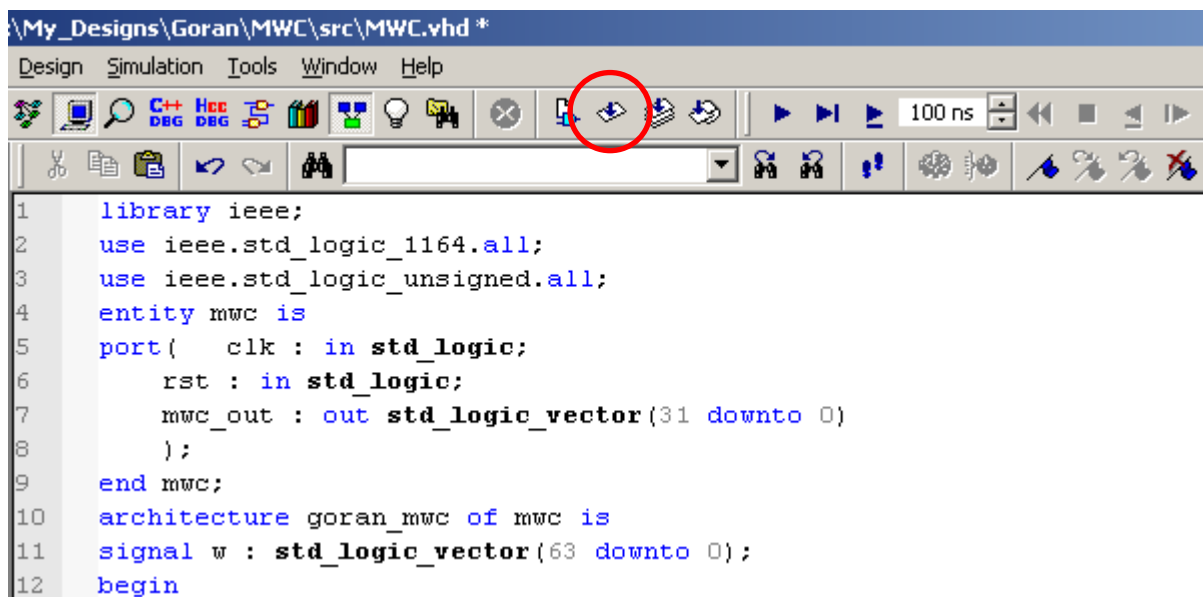 :\My_Designs\Goran\MWC\src\MWC.vhd *
Design Simulation Tools Window Help
C++ DBG HCC DBG 100 ns
1 library ieee;
2 use ieee.std_logic_1164.all;
3 use ieee.std_logic_unsigned.all;
4 entity mwc is
5 port( clk : in std_logic;
6 rst : in std_logic;
7 mwc_out : out std_logic_vector(31 downto 0)
8 );
9 end mwc;
10 architecture goran_mwc of mwc is
11 signal w : std_logic_vector(63 downto 0);
12 begin